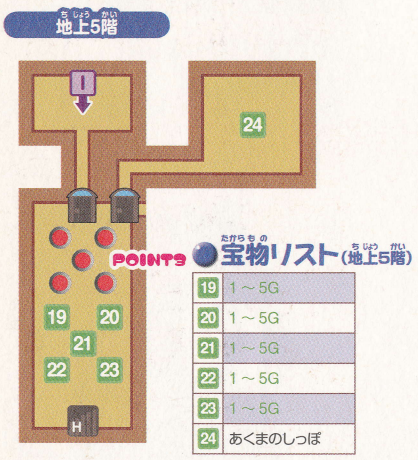 ちじょう かい
地上5階
I
24
POINT3
19 20
21
22 23
H
たからもの ちじょう かい
宝物リスト(地上5階)
19 1～5G
20 1～5G
21 1～5G
22 1～5G
23 1～5G
24 あくまのしっぽ